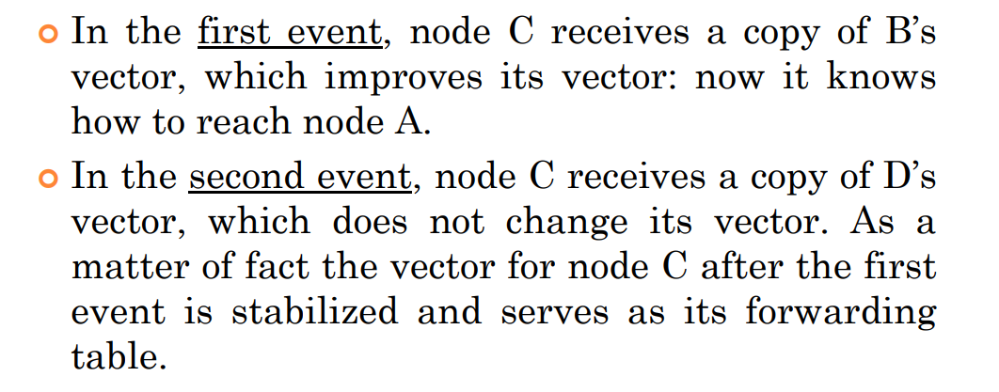 In the first event, node C receives a copy of B’s
vector, which improves its vector: now it knows
how to reach node A.
In the second event, node C receives a copy of D’s
vector, which does not change its vector. As a
matter of fact the vector for node C after the first
event is stabilized and serves as its forwarding
table.